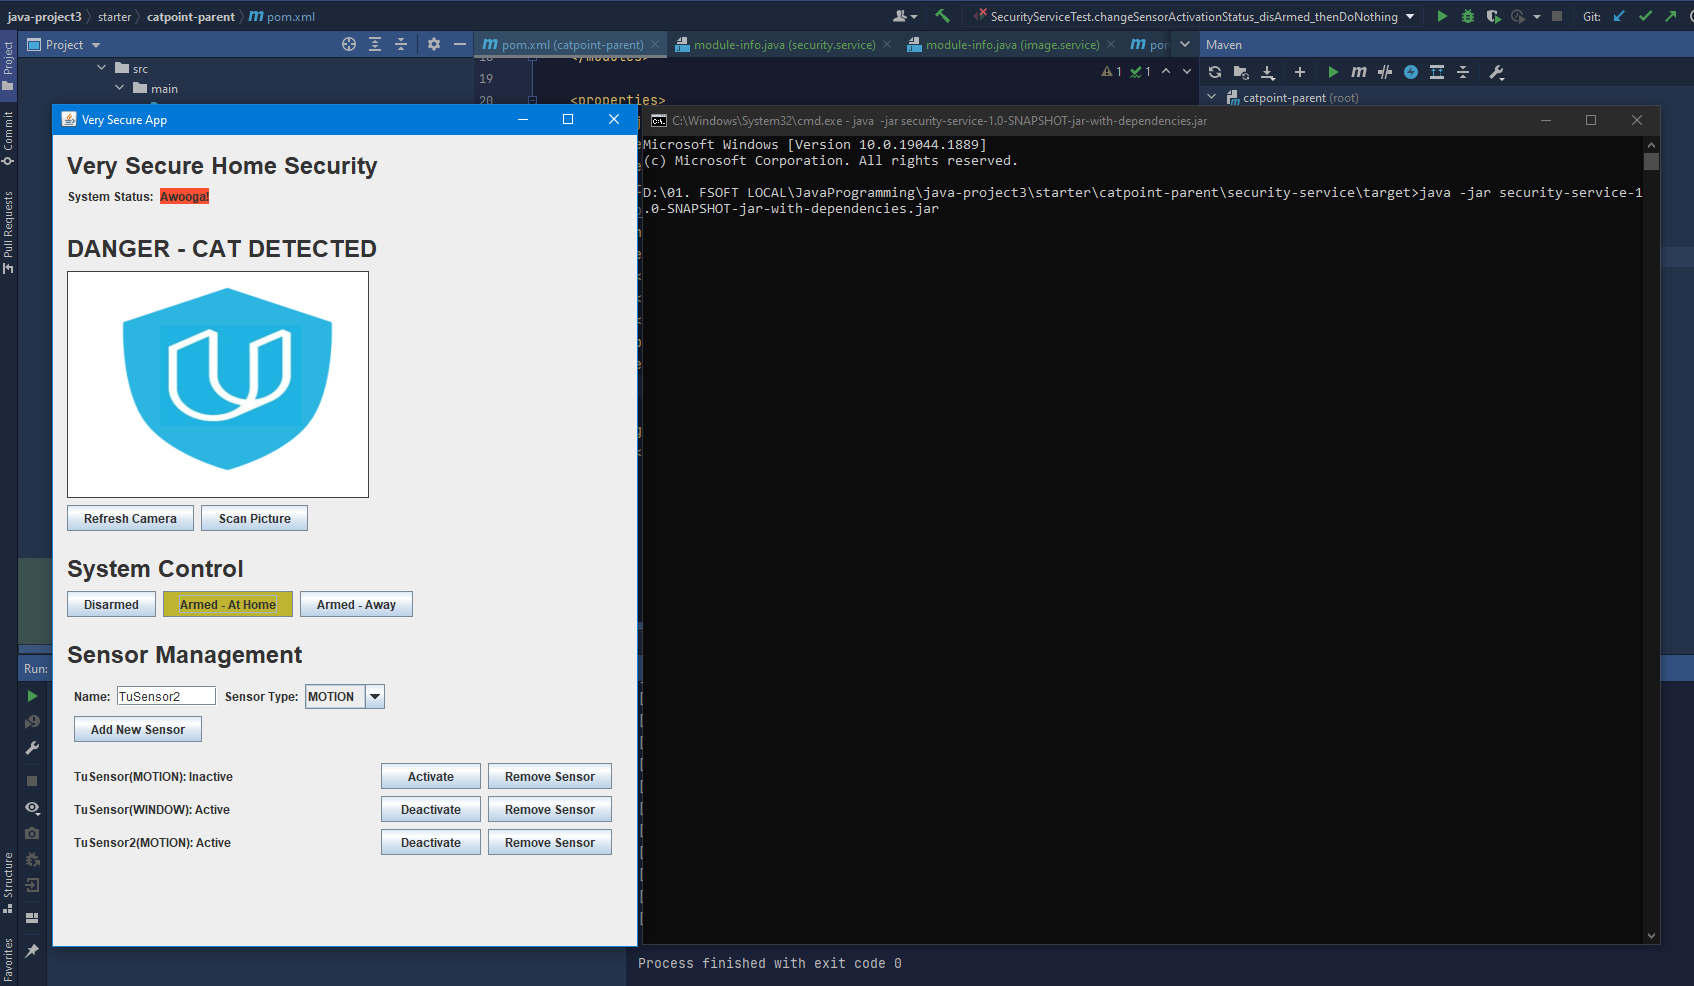 java-project3 starter catpoint-parent m pom.xml
SecurityServiceTest.changeSensorActivationStatus_disArmed_thenDoNothing
Git:
Project
pom.xml (catpoint-parent)
module-info.java (security.service)
module-info.java (image.service)
Maven
src
main
19
20
<properties>
1 1
catpoint-parent (root)
Project
Commit
Pull Requests
Structure
Favorites
Very Secure App
Very Secure Home Security
System Status: Awooga!
DANGER - CAT DETECTED
Refresh Camera Scan Picture
System Control
Disarmed Armed - At Home Armed - Away
Sensor Management
Name: TuSensor2 Sensor Type: MOTION
Add New Sensor
TuSensor(MOTION): Inactive Activate Remove Sensor
TuSensor(WINDOW): Active Deactivate Remove Sensor
TuSensor2(MOTION): Active Deactivate Remove Sensor
C:\Windows\System32\cmd.exe - java -jar security-service-1.0-SNAPSHOT-jar-with-dependencies.jar
Microsoft Windows [Version 10.0.19044.1889]
(c) Microsoft Corporation. All rights reserved.
D:\01. FSOFT LOCAL\JavaProgramming\java-project3\starter\catpoint-parent\security-service\target>java -jar security-service-1
.0-SNAPSHOT-jar-with-dependencies.jar
Run:
Process finished with exit code 0